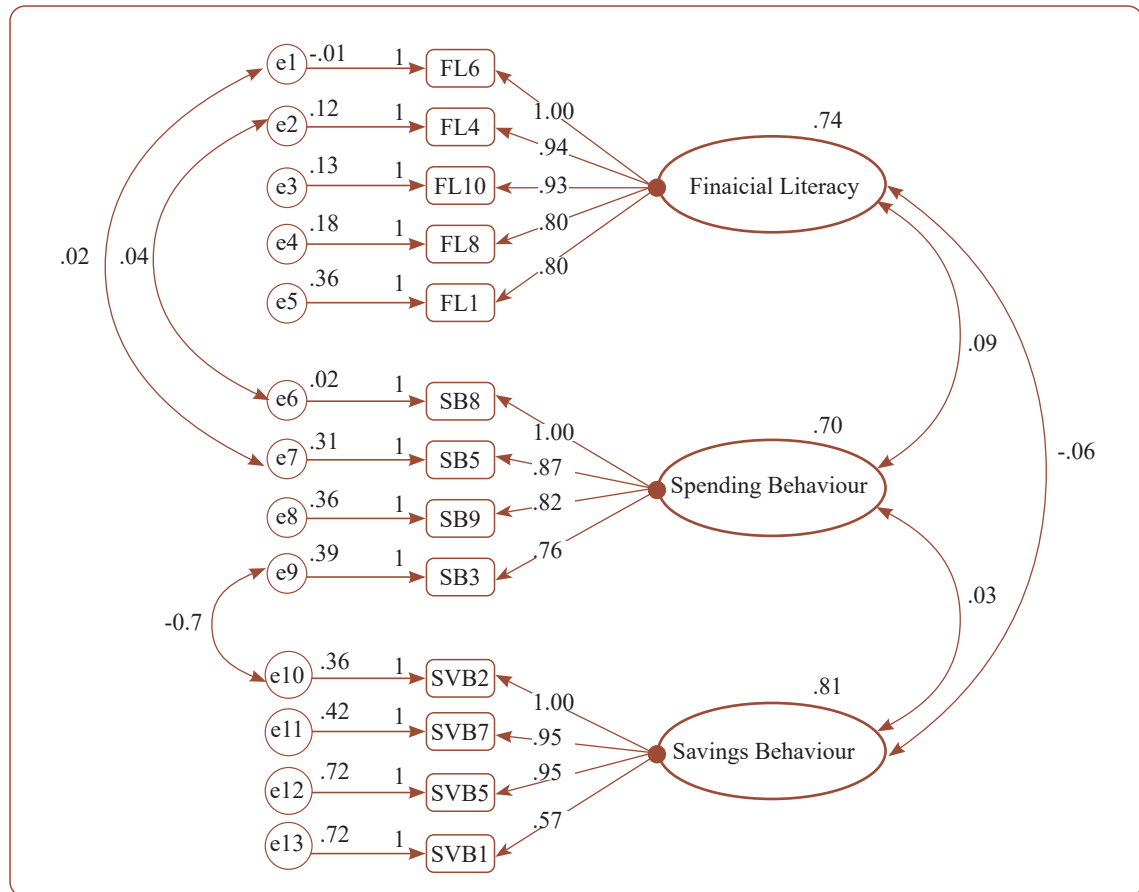 e1 -.01 1 FL6
e2 .12 1 FL4
e3 .13 1 FL10
e4 .18 1 FL8
e5 .36 1 FL1
1.00
.94
.93
.80
.80
.74
Finaicial Literacy
.02
.04
.09
-.06
e6 .02 1 SB8
e7 .31 1 SB5
e8 .36 1 SB9
e9 .39 1 SB3
1.00
.87
.82
.76
.70
Spending Behaviour
-0.7
.03
e10 .36 1 SVB2
e11 .42 1 SVB7
e12 .72 1 SVB5
e13 .72 1 SVB1
1.00
.95
.95
.57
.81
Savings Behaviour